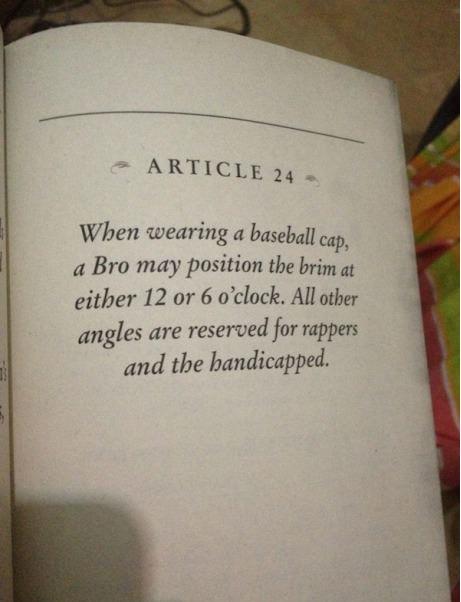 ARTICLE 24
When wearing a baseball cap,
a Bro may position the brim at
either 12 or 6 o'clock. All other
angles are reserved for rappers
and the handicapped.